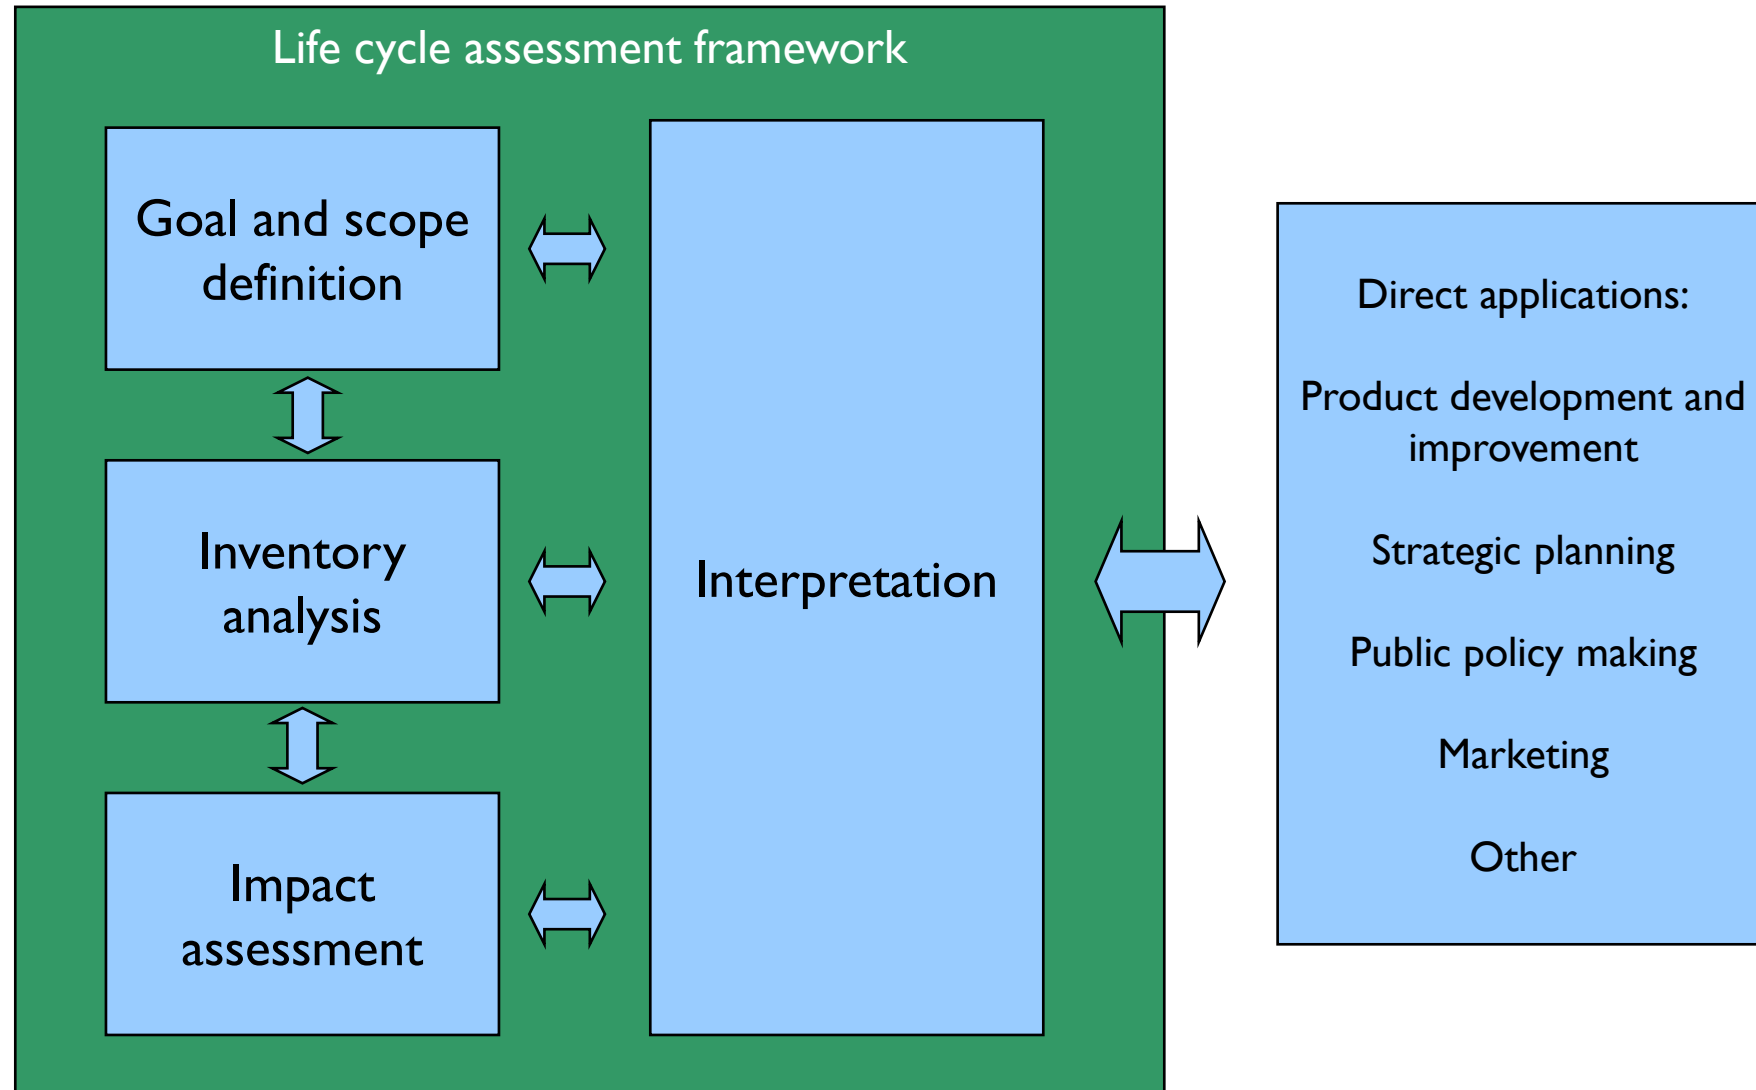 Life cycle assessment framework
Goal and scope
definition
Inventory
analysis
Impact
assessment
Interpretation
Direct applications:
Product development and
improvement
Strategic planning
Public policy making
Marketing
Other